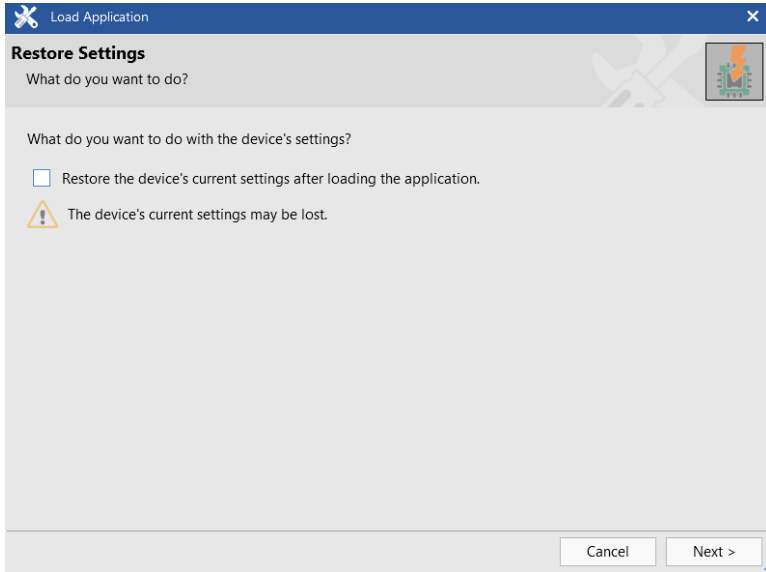 Load Application
Restore Settings
What do you want to do?
What do you want to do with the device's settings?
Restore the device's current settings after loading the application.
The device's current settings may be lost.
Cancel
Next >